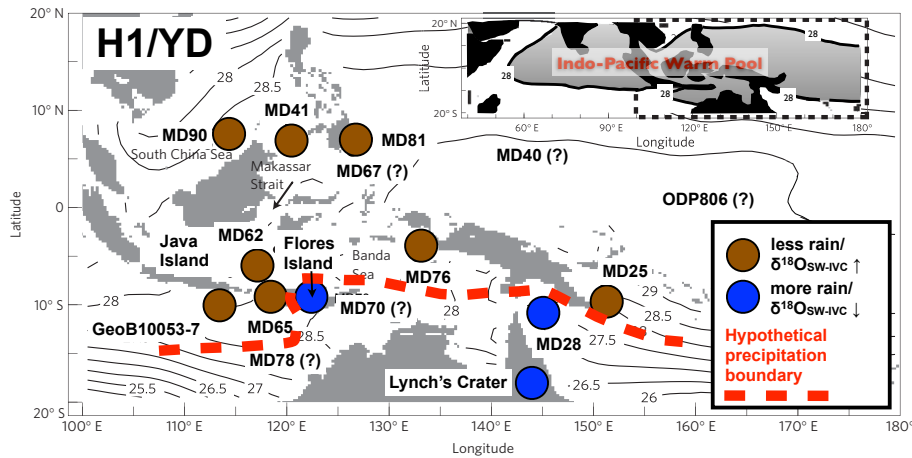 H1/YD
20° N
10° N
0
10° S
20° S
Latitude
100° E
110° E
120° E
130° E
140° E
150° E
160° E
170° E
180° E
Longitude
20° N
20° S
Latitude
Indo-Pacific Warm Pool
28
28
28
28
60° E
90° E
120° E
150° E
180°
Longitude
28
28.5
MD41
MD90
South China Sea
MD81
Makassar
Strait
MD67 (?)
MD40 (?)
ODP806 (?)
MD62
Java
Island
Flores
Island
Banda
Sea
MD76
MD25
28
29
GeoB10053-7
MD65
MD70 (?)
28
28.5
MD78 (?)
28.5
MD28
27.5
28
Lynch's Crater
25.5
27
26.5
26
less rain/
δ18OSW-IVC ↑
more rain/
δ18OSW-IVC ↓
Hypothetical
precipitation
boundary